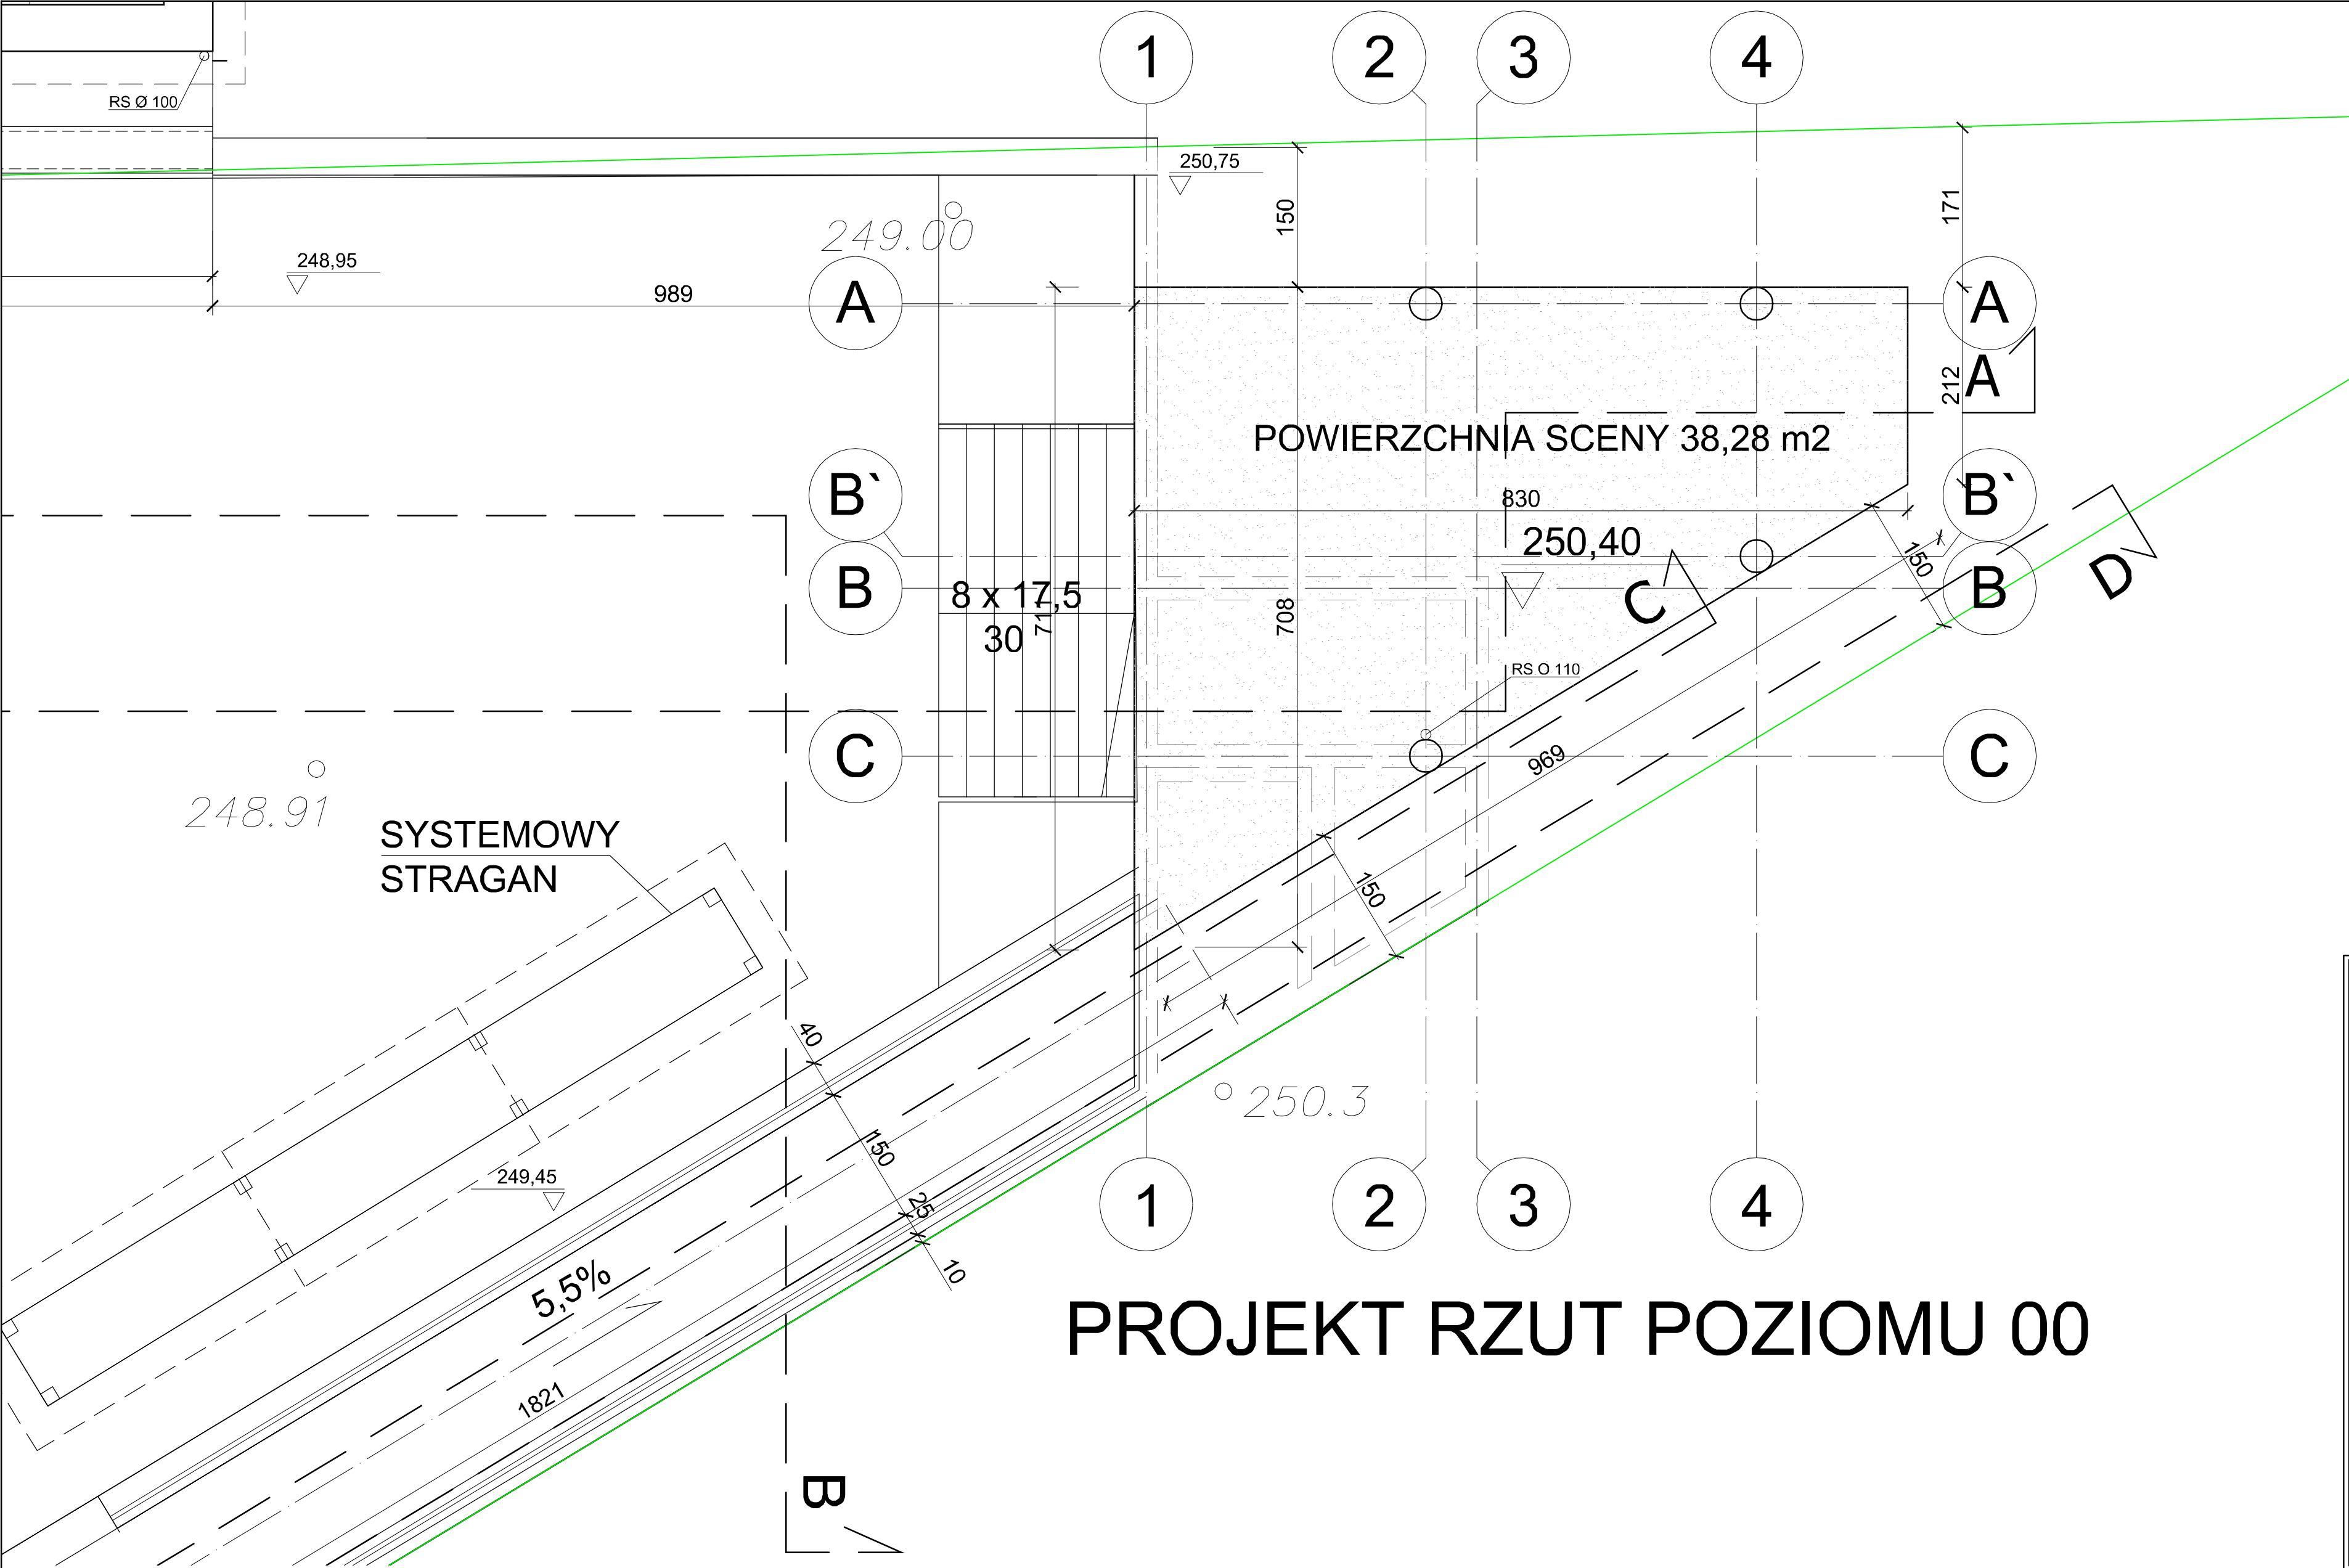 1
2
3
4
RS Ø 100
250,75
150
171
249.00
248,95
989
A
A
212
A
POWIERZCHNIA SCENY 38,28 m2
B`
830
B`
250,40
150
D
B
8 x 17,5
30
708
C
B
RS O 110
C
969
C
248.91
SYSTEMOWY
STRAGAN
150
40
250.3
150
249,45
25
1
2
3
4
10
5,5%
PROJEKT RZUT POZIOMU 00
1821
B